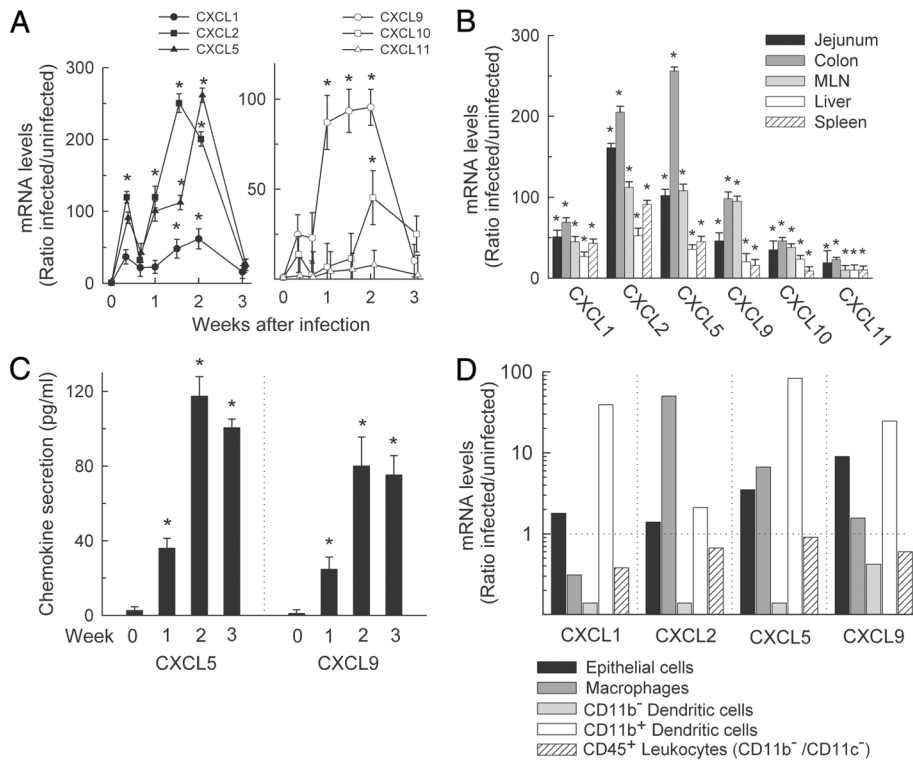 A
CXCL1
CXCL2
CXCL5
CXCL9
CXCL10
CXCL11
mRNA levels
(Ratio infected/uninfected)
300
250
200
150
100
50
0
100
50
0 1 2 3
0 1 2 3
Weeks after infection
* * * * * * * *
* * * *
B
Jejunum
Colon
MLN
Liver
Spleen
mRNA levels
(Ratio infected/uninfected)
300
200
100
0
CXCL1
CXCL2
CXCL5
CXCL9
CXCL10
CXCL11
C
Chemokine secretion (pg/ml)
120
80
40
0
Week 0 1 2 3 0 1 2 3
CXCL5 CXCL9
D
mRNA levels
(Ratio infected/uninfected)
100
10
1
CXCL1 CXCL2 CXCL5 CXCL9
Epithelial cells
Macrophages
CD11b⁻ Dendritic cells
CD11b⁺ Dendritic cells
CD45⁺ Leukocytes (CD11b⁻/CD11c⁻)